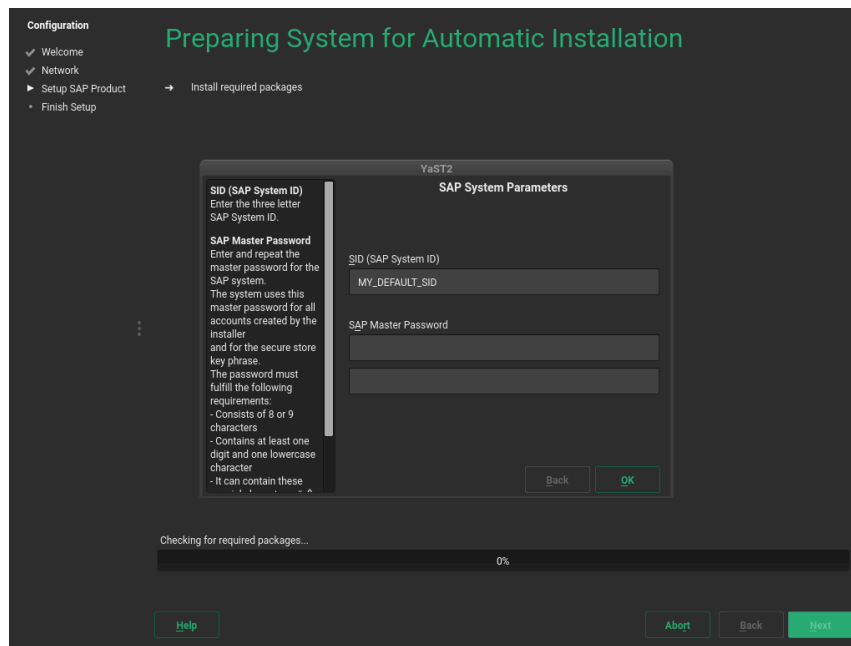 Configuration
Welcome
Network
Setup SAP Product
Finish Setup
Preparing System for Automatic Installation
Install required packages
YaST2
SID (SAP System ID)
Enter the three letter
SAP System ID.
SAP Master Password
Enter and repeat the
master password for the
SAP system.
The system uses this
master password for all
accounts created by the
installer
and for the secure store
key phrase.
The password must
fulfill the following
requirements:
- Consists of 8 or 9
characters
- Contains at least one
digit and one lowercase
character
- It can contain these
SAP System Parameters
SID (SAP System ID)
MY_DEFAULT_SID
SAP Master Password
Back
OK
Checking for required packages...
0%
Help
Abort
Back
Next